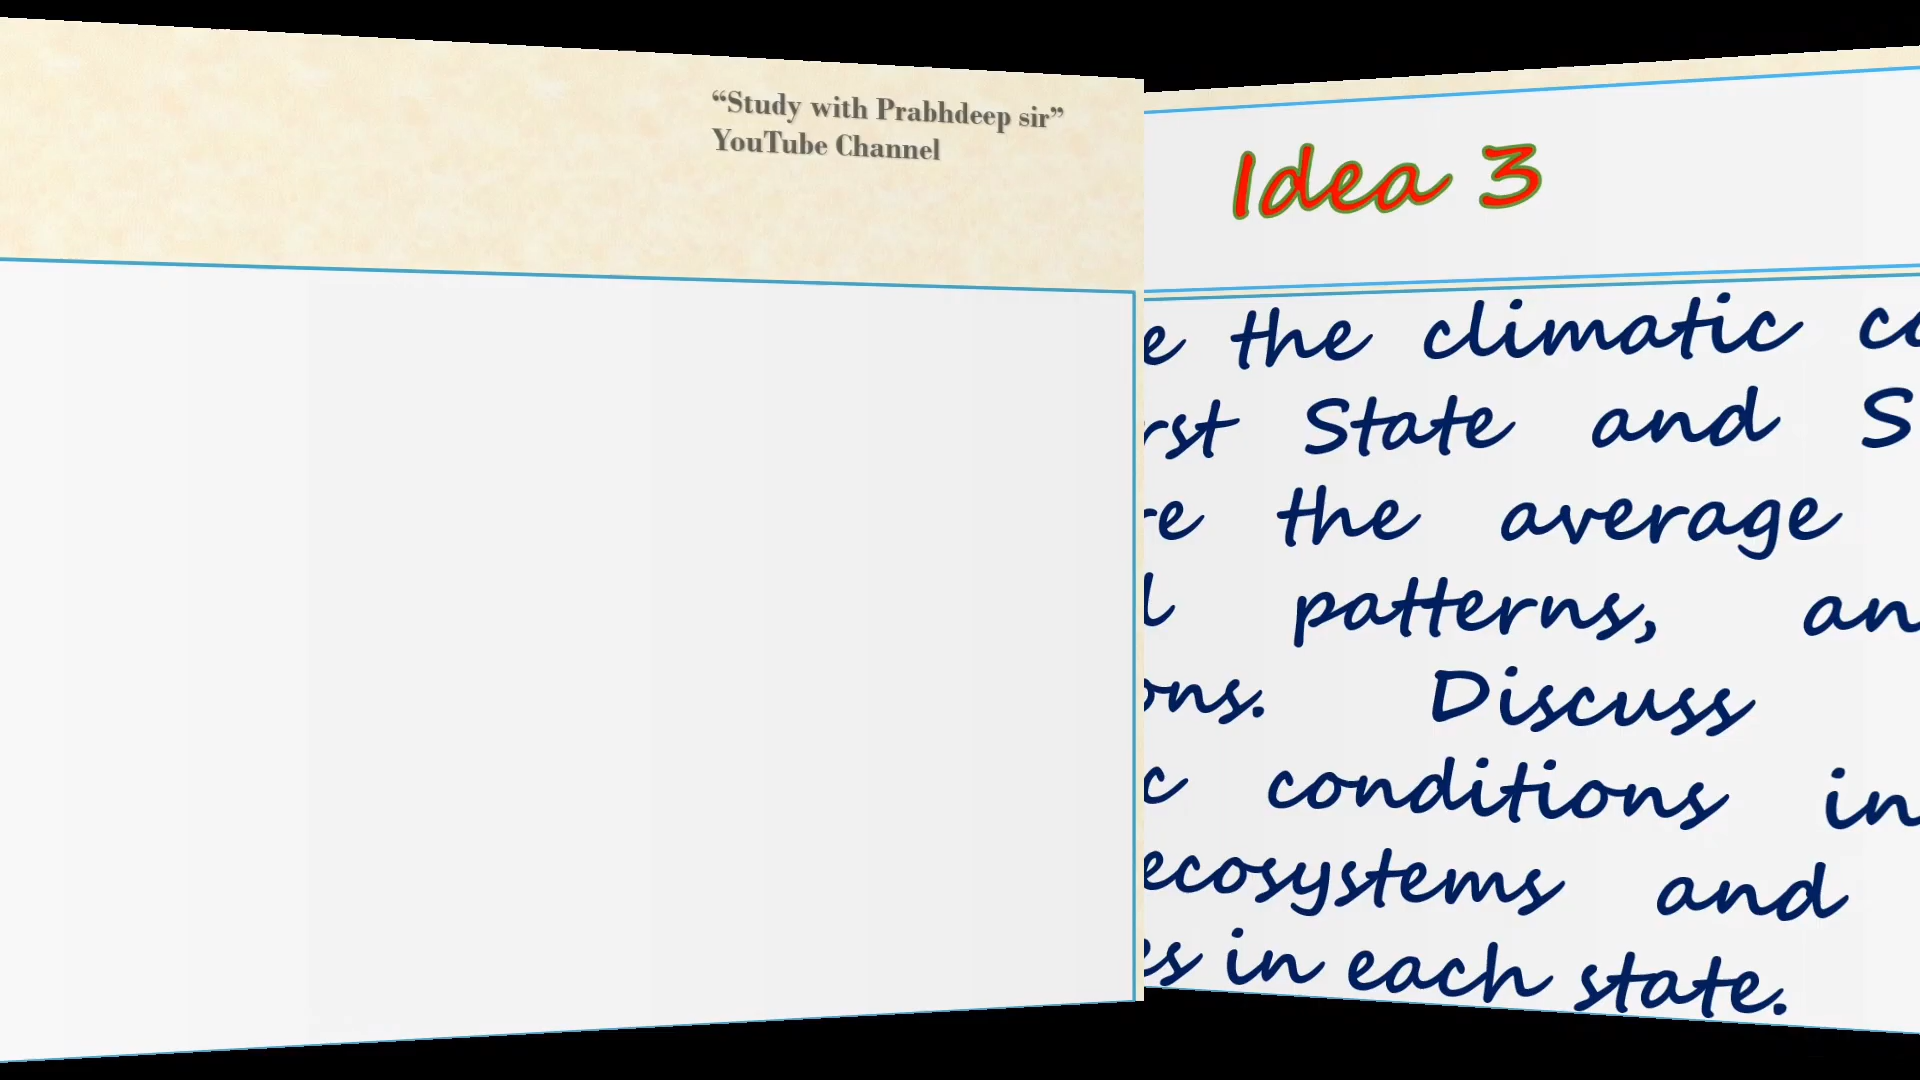 “Study with Prabhdeep sir”
YouTube Channel
Idea 3
the climatic
State and
the average
patterns,
Discuss
conditions in
ecosystems and
in each state.